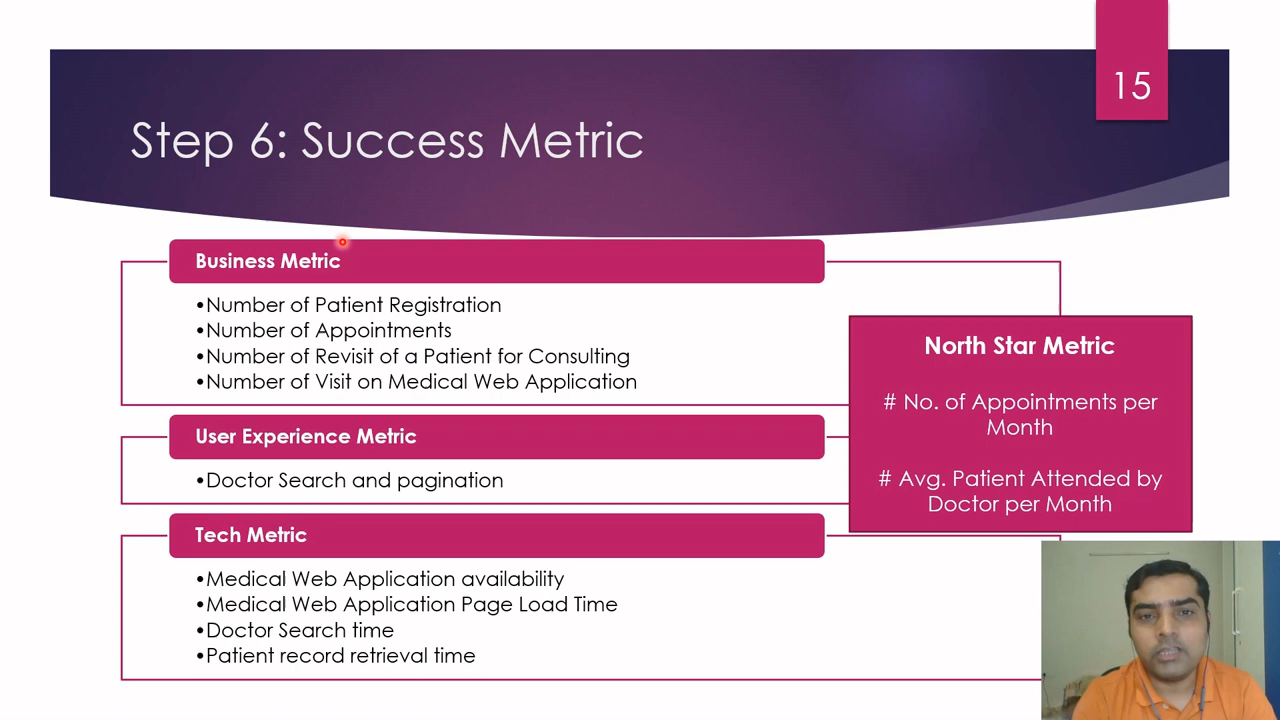 15
Step 6: Success Metric
Business Metric
•Number of Patient Registration
•Number of Appointments
•Number of Revisit of a Patient for Consulting
•Number of Visit on Medical Web Application
User Experience Metric
•Doctor Search and pagination
Tech Metric
•Medical Web Application availability
•Medical Web Application Page Load Time
•Doctor Search time
•Patient record retrieval time
North Star Metric
# No. of Appointments per
Month
# Avg. Patient Attended by
Doctor per Month